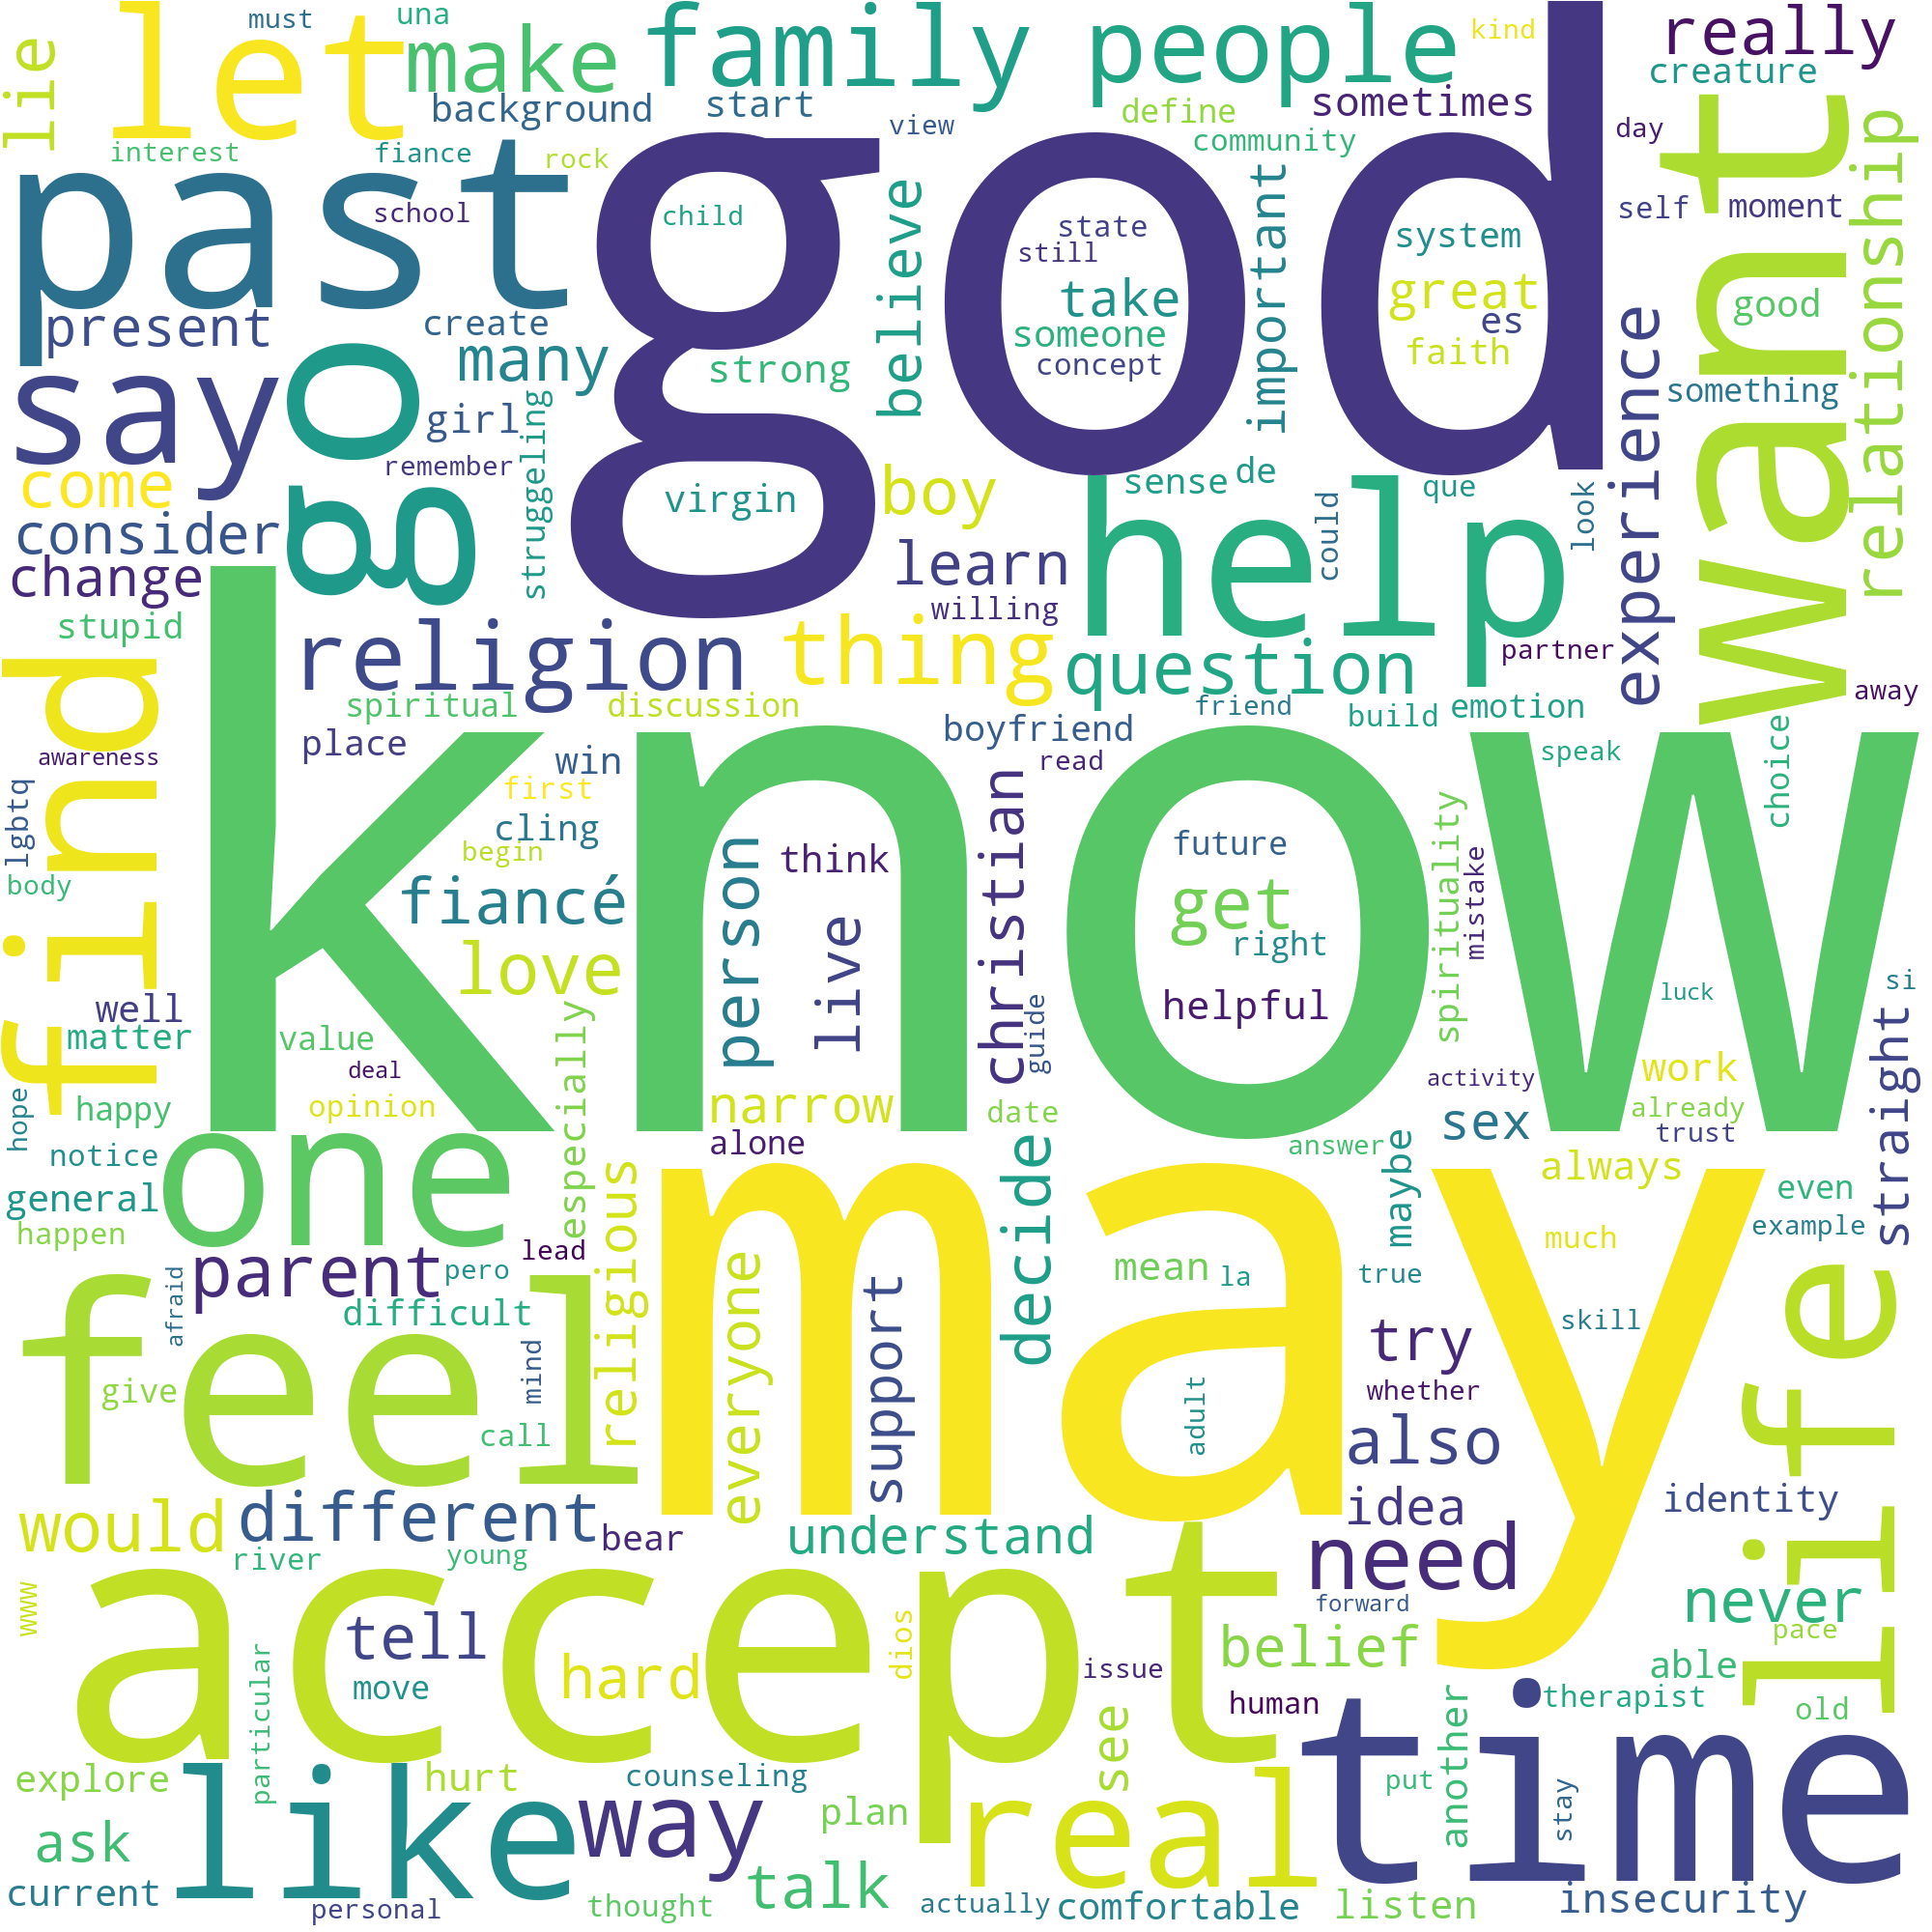 must
una
kind
let
make
family
people
really
lie
background
start
define
sometimes
creature
view
community
day
interest
fiance
rock
past
god
want
relationship
school
child
believe
important
state
still
system
self
moment
present
create
take
great
good
es
someone
faith
concept
say
go
many
strong
experience
something
girl
struggeling
come
remember
virgin
boy
sense
de
que
look
could
consider
change
learn
help
willing
stupid
religion
thing
question
partner
find
know
spiritual
discussion
friend
build
emotion
away
boyfriend
place
win
read
speak
choice
awareness
lgbtq
first
cling
begin
body
fiancé
person
think
live
christian
future
get
right
spirituality
mistake
love
helpful
guide
si
luck
well
matter
value
especially
deal
opinion
narrow
date
activity
work
already
trust
straight
hope
happy
alone
decide
answer
maybe
sex
notice
general
one
may
always
even
happen
religious
example
much
parent
lead
pero
everyone
support
mean
la
true
life
afraid
difficult
feel
skill
try
give
mind
call
adult
whether
also
would
different
bear
understand
idea
identity
river
young
need
www
accept
forward
never
pace
tell
hard
dios
issue
belief
able
move
human
therapist
time
old
particular
see
another
explore
like
hurt
counseling
way
plan
real
put
stay
ask
talk
current
personal
thought
actually
comfortable
listen
insecurity